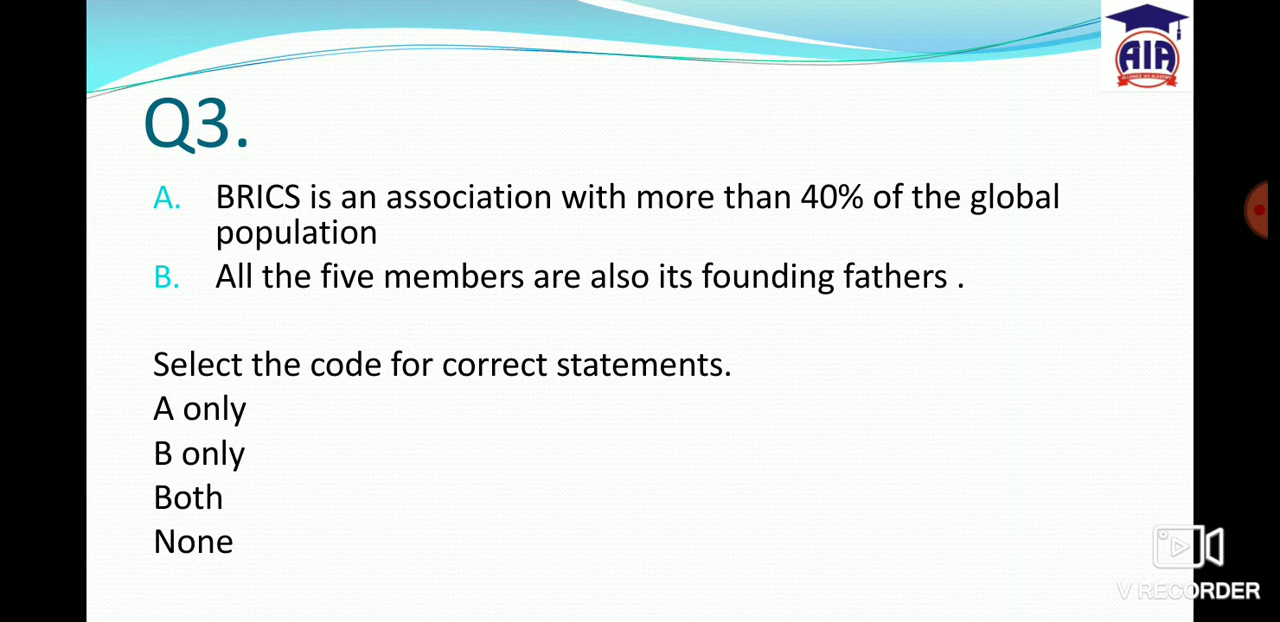 AIA
Q3.
A. BRICS is an association with more than 40% of the global
population
B. All the five members are also its founding fathers .
Select the code for correct statements.
A only
B only
Both
None
V RECORDER